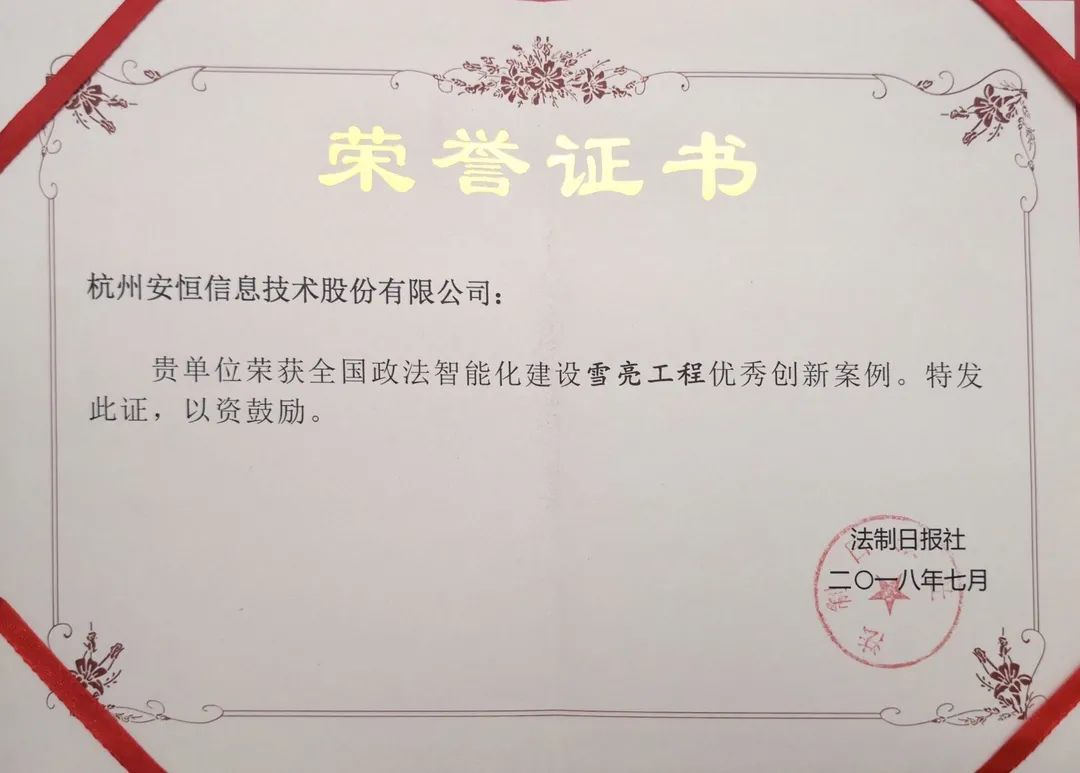 荣誉证书
杭州安恒信息技术股份有限公司：
贵单位荣获全国政法智能化建设雪亮工程优秀创新案例。特发
此证，以资鼓励。
法制日报社
二〇一八年七月